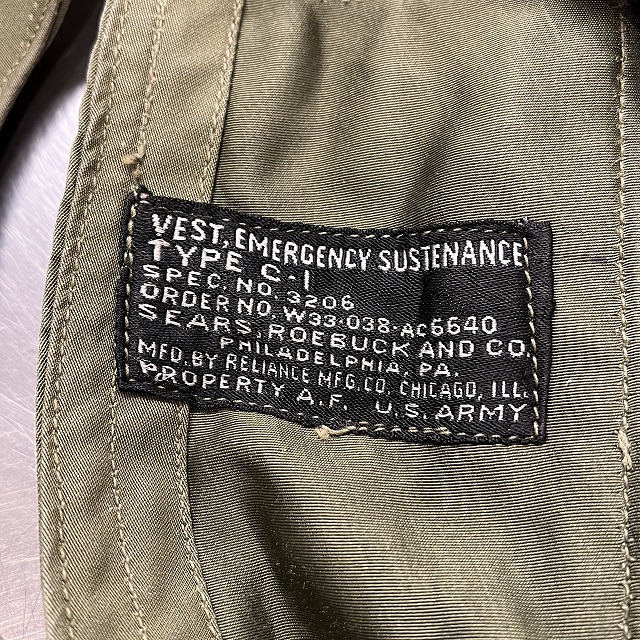 VEST, EMERGENCY SUSTENANCE
TYPE C-1
SPEC. NO. 3206
ORDER NO. W33-038-AC6640
SEARS, ROEBUCK AND CO.
PHILADELPHIA, PA.
MFD. BY RELIANCE MFG. CO. CHICAGO, ILL.
PROPERTY A.F. U.S. ARMY